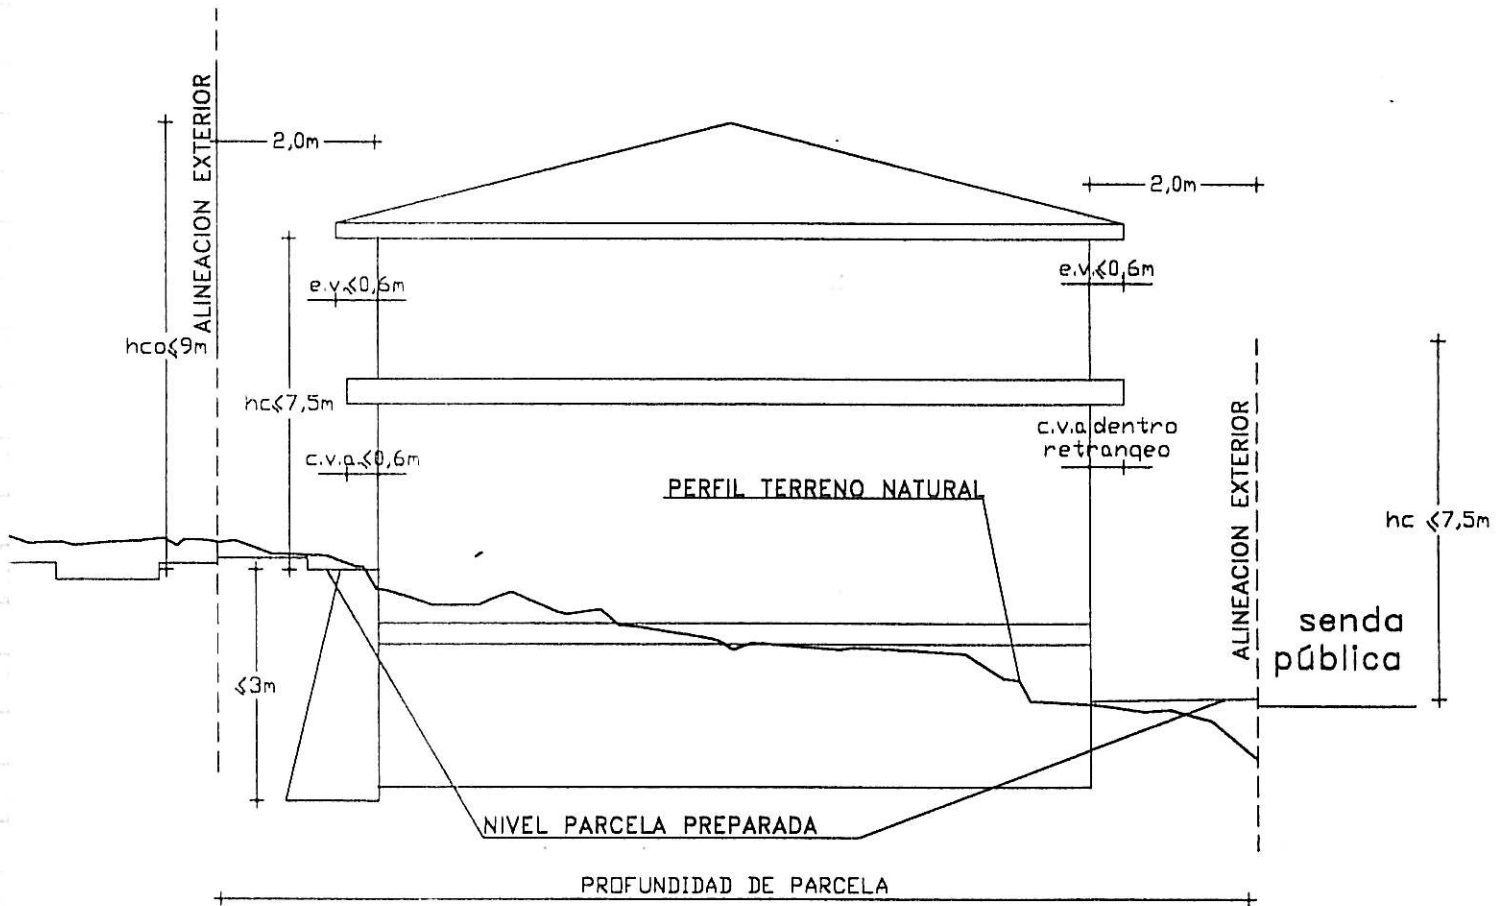 ALINEACION EXTERIOR
2,0m
2,0m
e.v.≤0,6m
e.v.≤0,6m
hco≤9m
hc≤7,5m
c.v.a dentro
retranqeo
c.v.a.≤0,6m
ALINEACION EXTERIOR
PERFIL TERRENO NATURAL
hc ≤7,5m
senda
pública
≤3m
NIVEL PARCELA PREPARADA
PROFUNDIDAD DE PARCELA